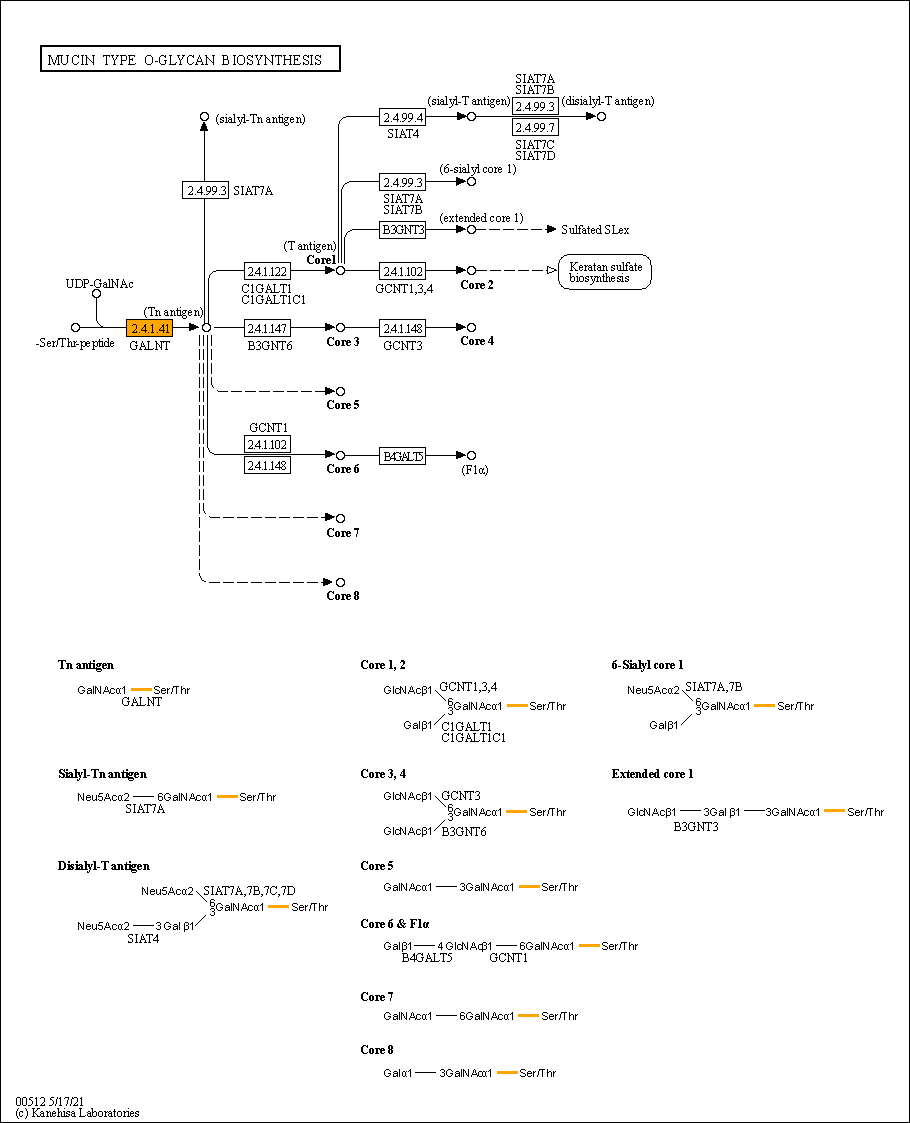 MUCIN TYPE O-GLYCAN BIOSYNTHESIS
SIAT7A
SIAT7B
(sialyl-T antigen)
2.4.99.3
(disialyl-T antigen)
(sialyl-Tn antigen)
2.4.99.4
2.4.99.7
SIAT4
SIAT7C
SIAT7D
(6-sialyl core 1)
2.4.99.3
SIAT7A
2.4.99.3
SIAT7A
SIAT7B
(extended core 1)
B3GNT3
Sulfated SLex
(T antigen)
Core1
2.4.1.122
2.4.1.102
Keratan sulfate
biosynthesis
UDP-GalNAc
C1GALT1
C1GALT1C1
GCNT1,3,4
Core 2
(Tn antigen)
2.4.1.41
2.4.1.147
2.4.1.148
-Ser/Thr-peptide
GALNT
B3GNT6
Core 3
GCNT3
Core 4
Core 5
GCNT1
2.4.1.102
2.4.1.148
Core 6
B4GALT5
(F1α)
Core 7
Core 8
Tn antigen
GalNAcα1 Ser/Thr
GALNT
Core 1, 2
GlcNAcβ1 GCNT1,3,4
6
3GalNAcα1 Ser/Thr
Galβ1 C1GALT1
C1GALT1C1
6-Sialyl core 1
Neu5Acα2 SIAT7A,7B
6
3GalNAcα1 Ser/Thr
Galβ1
Sialyl-Tn antigen
Neu5Acα2 6GalNAcα1 Ser/Thr
SIAT7A
Core 3, 4
GlcNAcβ1 GCNT3
6
3GalNAcα1 Ser/Thr
GlcNAcβ1 B3GNT6
Extended core 1
GlcNAcβ1 3Gal β1 3GalNAcα1 Ser/Thr
B3GNT3
Disialyl-T antigen
Neu5Acα2 SIAT7A,7B,7C,7D
6
3GalNAcα1 Ser/Thr
Neu5Acα2 3 Gal β1
SIAT4
Core 5
GalNAcα1 3GalNAcα1 Ser/Thr
Core 6 & F1α
Galβ1 4 GlcNAcβ1 6GalNAcα1 Ser/Thr
B4GALT5 GCNT1
Core 7
GalNAcα1 6GalNAcα1 Ser/Thr
Core 8
Galα1 3GalNAcα1 Ser/Thr
00512 5/17/21
(c) Kanehisa Laboratories